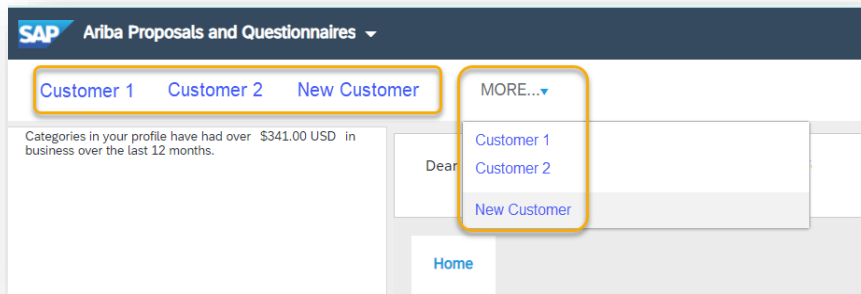 SAP Ariba Proposals and Questionnaires
Customer 1 Customer 2 New Customer MORE...
Categories in your profile have had over $341.00 USD in
business over the last 12 months.
Customer 1
Customer 2
New Customer
Dear
Home